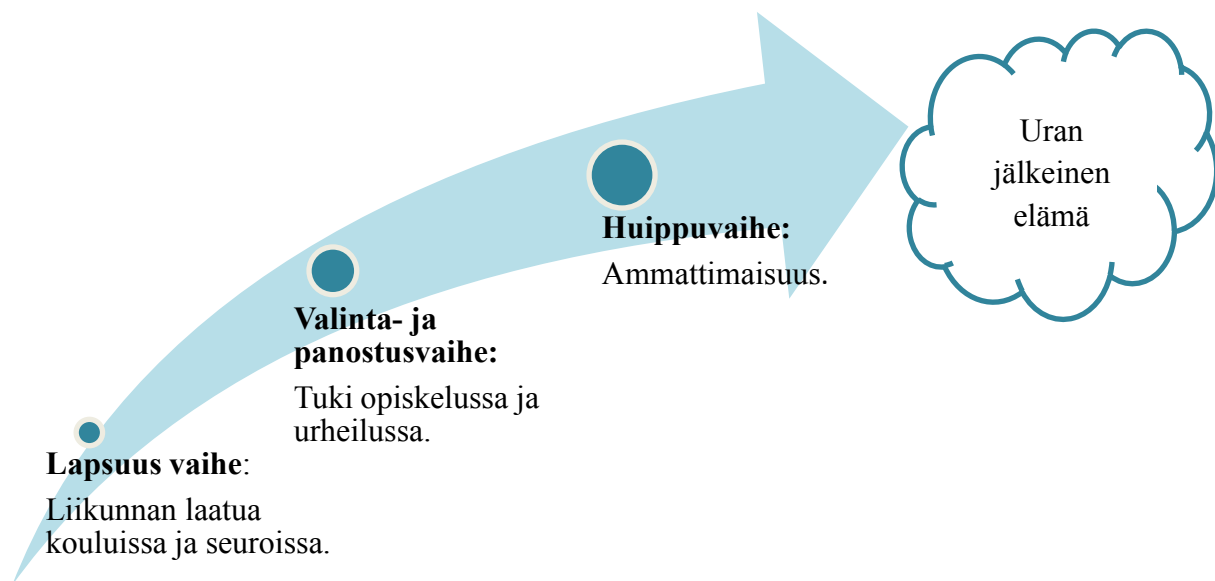 Lapsuus vaihe:
Liikunnan laatua
kouluissa ja seuroissa.
Valinta- ja
panostusvaihe:
Tuki opiskelussa ja
urheilussa.
Huippuvaihe:
Ammattimaisuus.
Uran
jälkeinen
elämä